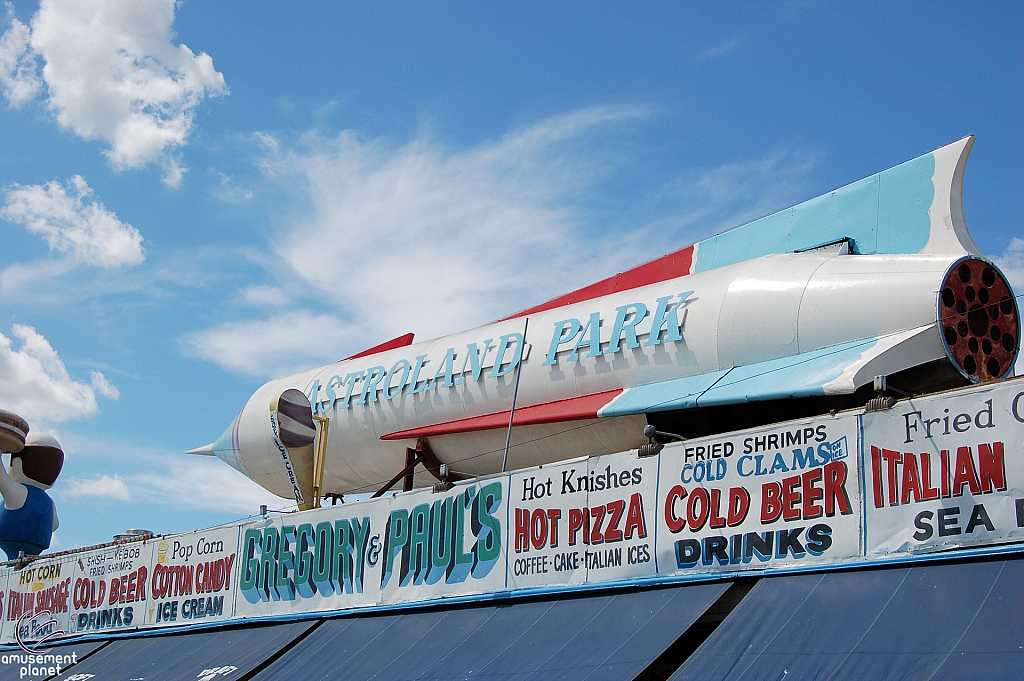 ASTROLAND PARK
HOT CORN
ITALIAN SAUSAGE
SHISH-KEBOB
FRIED SHRIMPS
COLD BEER
DRINKS
Pop Corn
COTTON CANDY
ICE CREAM
GREGORY & PAUL'S
Hot Knishes
HOT PIZZA
COFFEE · CAKE · ITALIAN ICES
FRIED SHRIMPS
COLD CLAMS ON ICE
COLD BEER
DRINKS
Fried
ITALIAN
SEA
amusement
planet